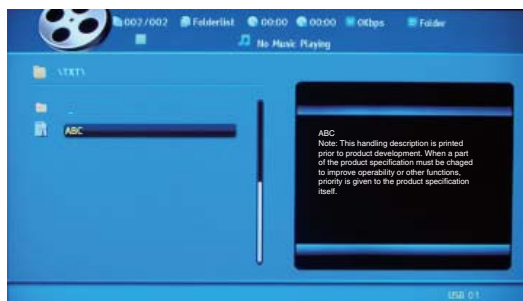 002/002 Folderlist 00:00 00:00 0Kbps Folder
No Music Playing
\TXT\
..
ABC
ABC
Note: This handling description is printed
prior to product development. When a part
of the product specification must be chaged
to improve operability or other functions,
priority is given to the product specification
itself.
USB 01